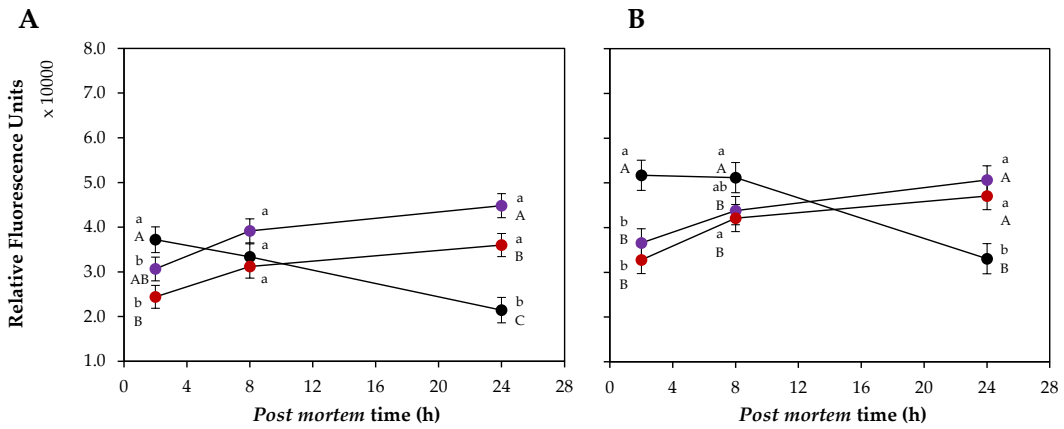 A
B
Relative Fluorescence Units
x 10000
8.0
7.0
6.0
5.0
4.0
3.0
2.0
1.0
a
A
b
AB
b
B
a
a
a
a
A
a
B
b
C
0 4 8 12 16 20 24 28
Post mortem time (h)
a
A
b
B
b
B
a
A
ab
B
a
B
a
A
a
A
b
B
0 4 8 12 16 20 24 28
Post mortem time (h)